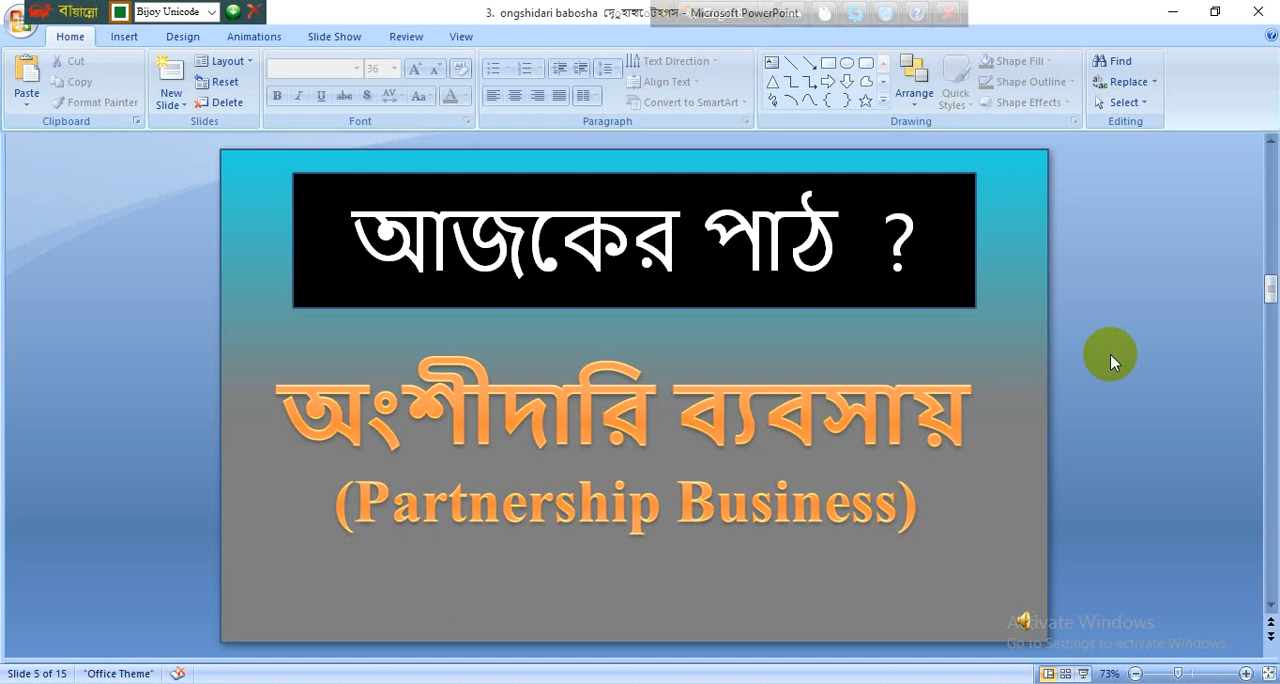 বাঁয়ান্নো Bijoy Unicode
3. ongshidari babosha - Microsoft PowerPoint
Home Insert Design Animations Slide Show Review View
Paste Cut Copy Format Painter Clipboard
New Slide Layout Reset Delete Slides
36 B I U abc S AV Aa A Font
Text Direction Align Text Convert to SmartArt Paragraph
Arrange Quick Styles Shape Fill Shape Outline Shape Effects Drawing
Find Replace Select Editing
আজকের পাঠ ?
অংশীদারি ব্যবসায়
(Partnership Business)
Activate Windows
Go to Settings to activate Windows.
Slide 5 of 15 "Office Theme" 73%